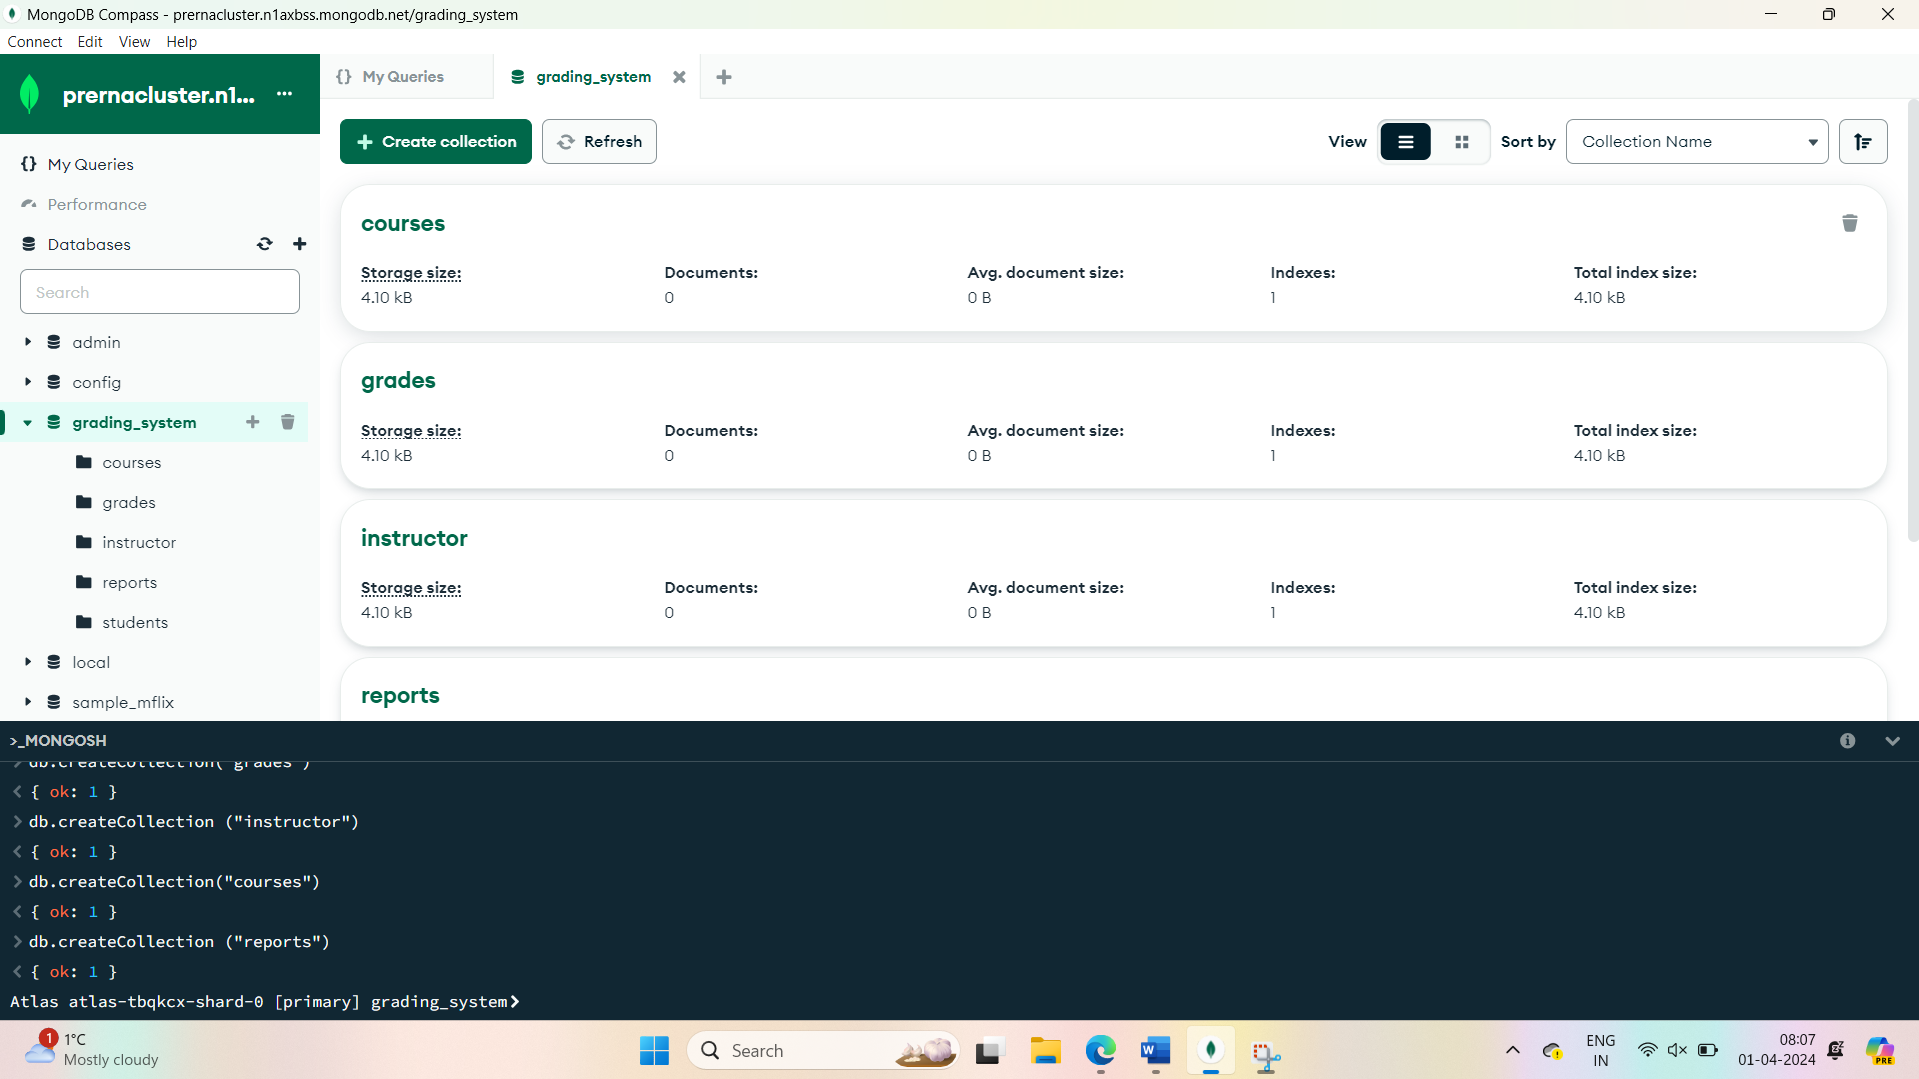 MongoDB Compass - prernacluster.n1axbss.mongodb.net/grading_system
Connect Edit View Help
prernacluster.n1...
My Queries
Performance
Databases
Search
admin
config
grading_system
courses
grades
instructor
reports
students
local
sample_mflix
My Queries
grading_system
Create collection
Refresh
View
Sort by
Collection Name
courses
Storage size: Documents: Avg. document size: Indexes: Total index size:
4.10 kB 0 0 B 1 4.10 kB
grades
Storage size: Documents: Avg. document size: Indexes: Total index size:
4.10 kB 0 0 B 1 4.10 kB
instructor
Storage size: Documents: Avg. document size: Indexes: Total index size:
4.10 kB 0 0 B 1 4.10 kB
reports
>_MONGOSH
> db.createCollection("grades")
< { ok: 1 }
> db.createCollection ("instructor")
< { ok: 1 }
> db.createCollection("courses")
< { ok: 1 }
> db.createCollection ("reports")
< { ok: 1 }
Atlas atlas-tbqkcx-shard-0 [primary] grading_system>
1
1°C
Mostly cloudy
Search
W
ENG
IN
08:07
01-04-2024
PRE